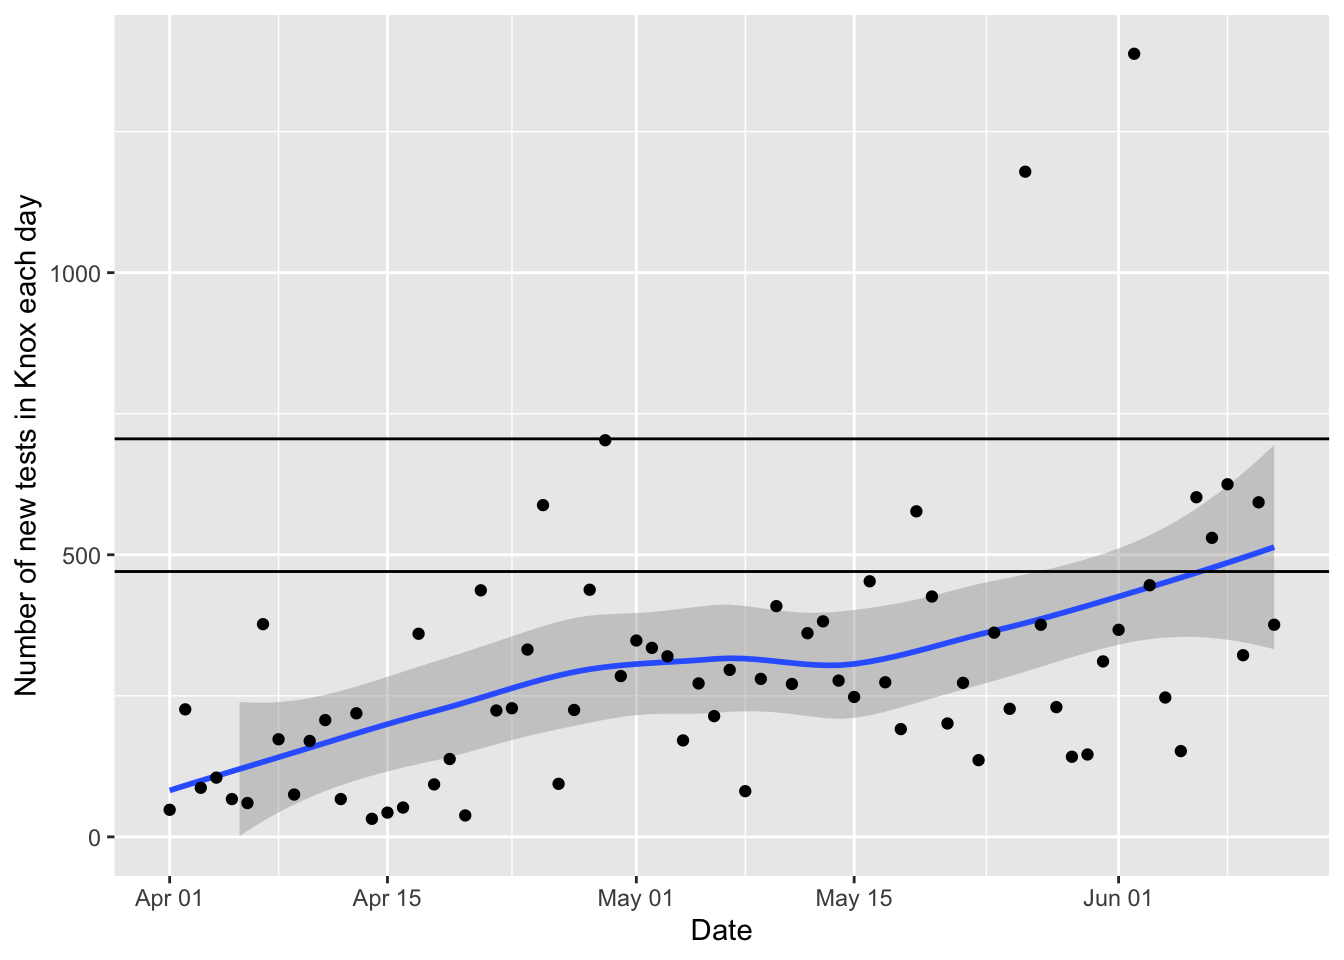 Number of new tests in Knox each day
1000
500
0
Apr 01
Apr 15
May 01
May 15
Jun 01
Date